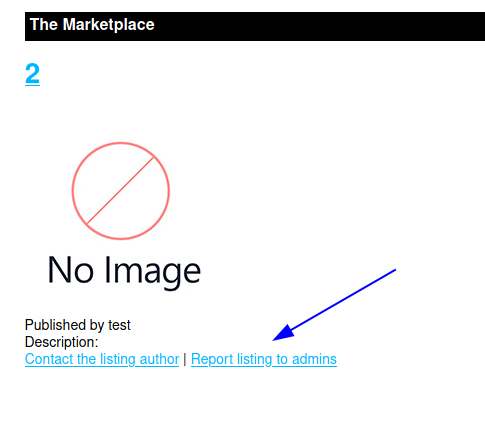 The Marketplace
2
No Image
Published by test
Description:
Contact the listing author | Report listing to admins